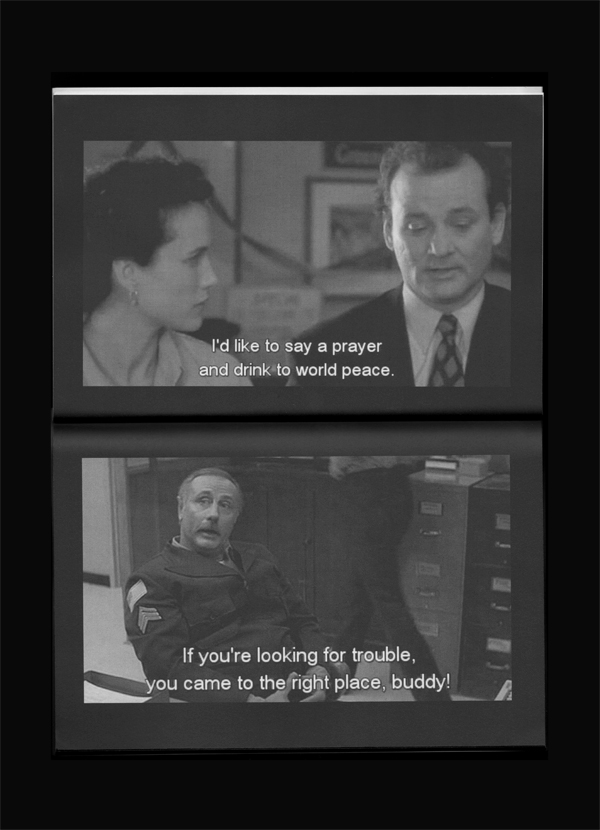 I'd like to say a prayer
and drink to world peace.
If you're looking for trouble,
you came to the right place, buddy!